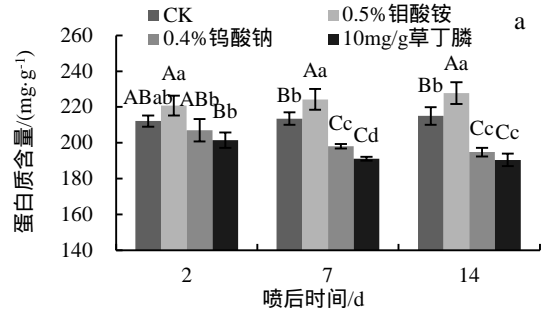 CK 0.5%钼酸铵 a
0.4%钨酸钠 10mg/g草丁膦
蛋白质含量/(mg·g⁻¹)
260
240
220
200
180
160
140
ABab Aa ABb Bb
Bb Aa Cc Cd
Bb Aa Cc Cc
2 7 14
喷后时间/d